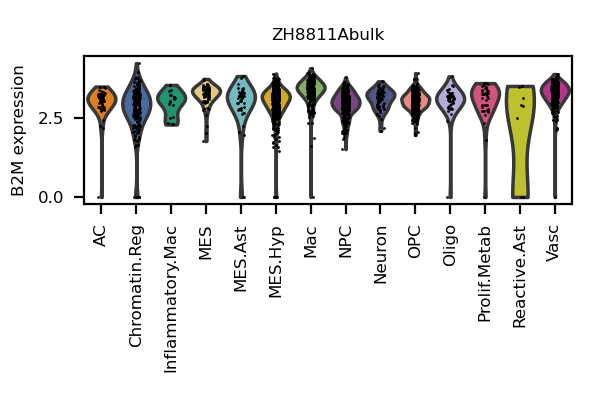 ZH8811Abulk
B2M expression
2.5
0.0
AC
Chromatin.Reg
Inflammatory.Mac
MES
MES.Ast
MES.Hyp
Mac
NPC
Neuron
OPC
Oligo
Prolif.Metab
Reactive.Ast
Vasc